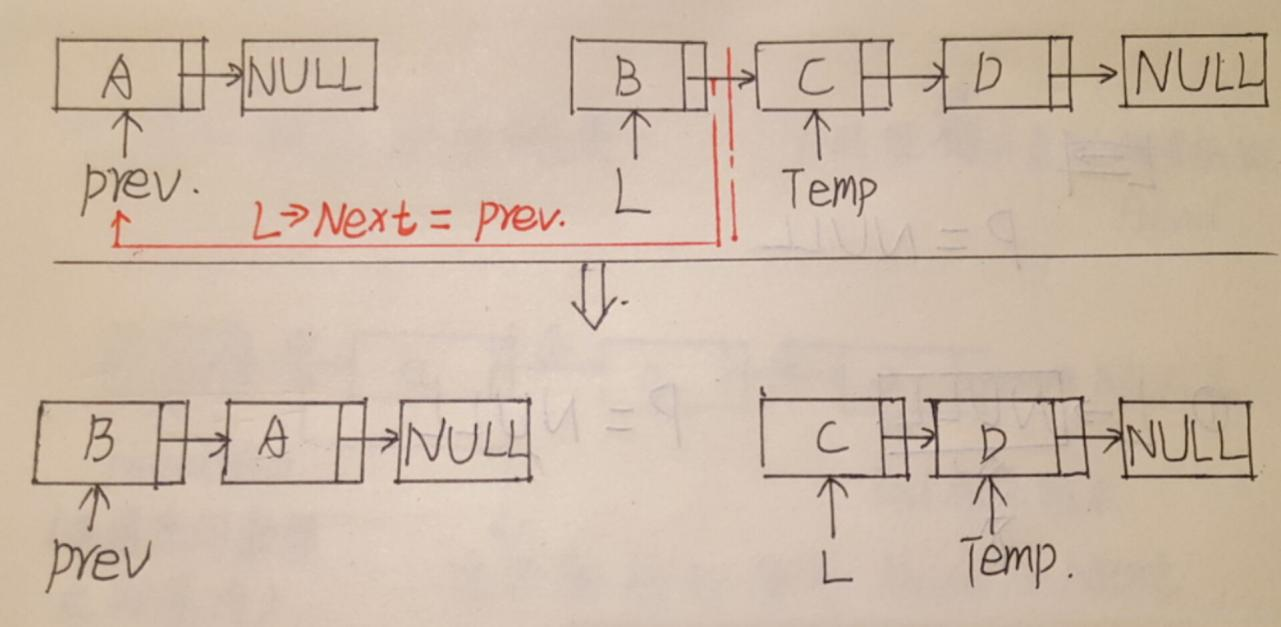 A NULL B C D NULL
prev. L Temp
L→Next = prev.
B A NULL C D NULL
prev L Temp.